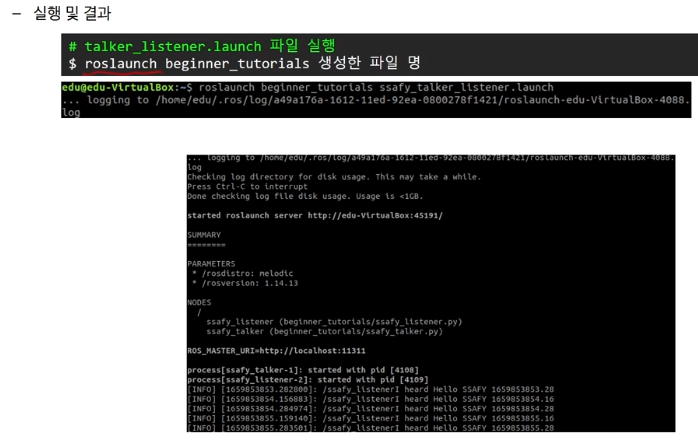 – 실행 및 결과
# talker_listener.launch 파일 실행
$ roslaunch beginner_tutorials 생성한 파일 명
edu@edu-VirtualBox:~$ roslaunch beginner_tutorials ssafy_talker_listener.launch
... logging to /home/edu/.ros/log/a49a176a-1612-11ed-92ea-0800278f1421/roslaunch-edu-VirtualBox-4088.
log
... logging to /home/edu/.ros/log/a49a176a-1612-11ed-92ea-0800278f1421/roslaunch-edu-VirtualBox-4088.
log
Checking log directory for disk usage. This may take a while.
Press Ctrl-C to interrupt
Done checking log file disk usage. Usage is <1GB.
started roslaunch server http://edu-VirtualBox:45191/
SUMMARY
========
PARAMETERS
* /rosdistro: melodic
* /rosversion: 1.14.13
NODES
/
ssafy_listener (beginner_tutorials/ssafy_listener.py)
ssafy_talker (beginner_tutorials/ssafy_talker.py)
ROS_MASTER_URI=http://localhost:11311
process[ssafy_talker-1]: started with pid [4108]
process[ssafy_listener-2]: started with pid [4109]
[INFO] [1659853853.282800]: /ssafy_listenerI heard Hello SSAFY 1659853853.28
[INFO] [1659853854.156883]: /ssafy_listenerI heard Hello SSAFY 1659853854.16
[INFO] [1659853854.284974]: /ssafy_listenerI heard Hello SSAFY 1659853854.28
[INFO] [1659853855.159140]: /ssafy_listenerI heard Hello SSAFY 1659853855.16
[INFO] [1659853855.283501]: /ssafy_listenerI heard Hello SSAFY 1659853855.28